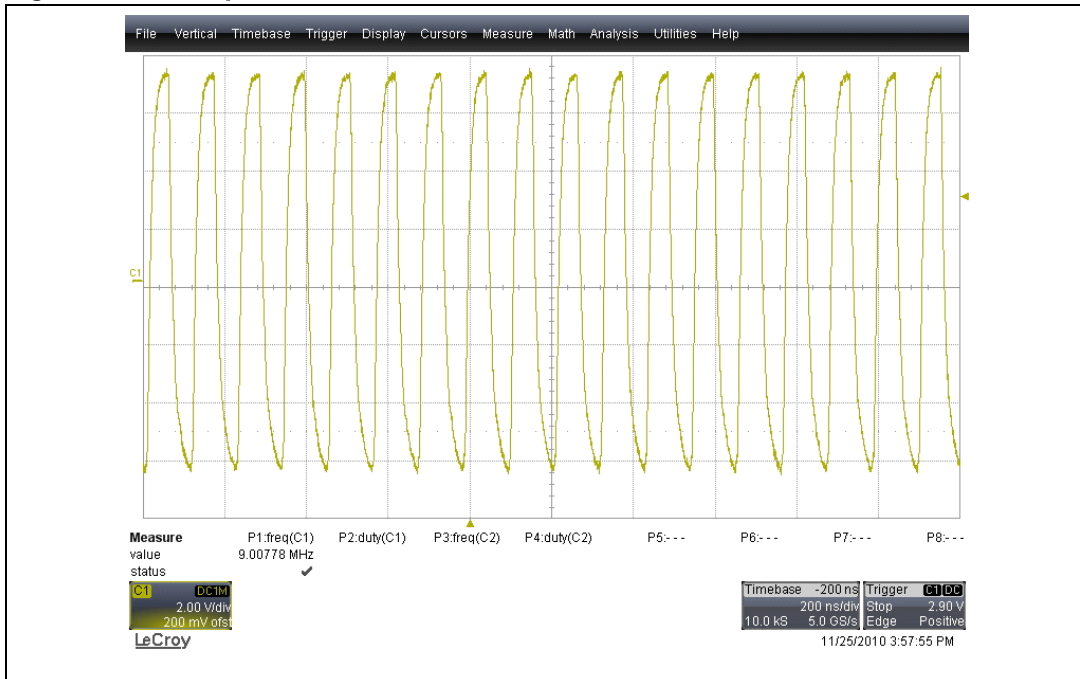 File Vertical Timebase Trigger Display Cursors Measure Math Analysis Utilities Help
C1
Measure P1:freq(C1) P2:duty(C1) P3:freq(C2) P4:duty(C2) P5:- - - P6:- - - P7:- - - P8:- - -
value 9.00778 MHz
status ✔
C1 DC1M
2.00 V/div
200 mV ofst
Timebase -200 ns
200 ns/div
10.0 kS 5.0 GS/s
Trigger C1 DC
Stop 2.90 V
Edge Positive
LeCroy
11/25/2010 3:57:55 PM